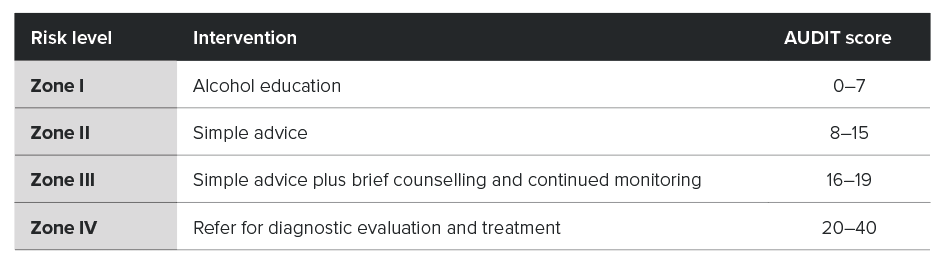 Risk level Intervention AUDIT score
Zone I Alcohol education 0–7
Zone II Simple advice 8–15
Zone III Simple advice plus brief counselling and continued monitoring 16–19
Zone IV Refer for diagnostic evaluation and treatment 20–40